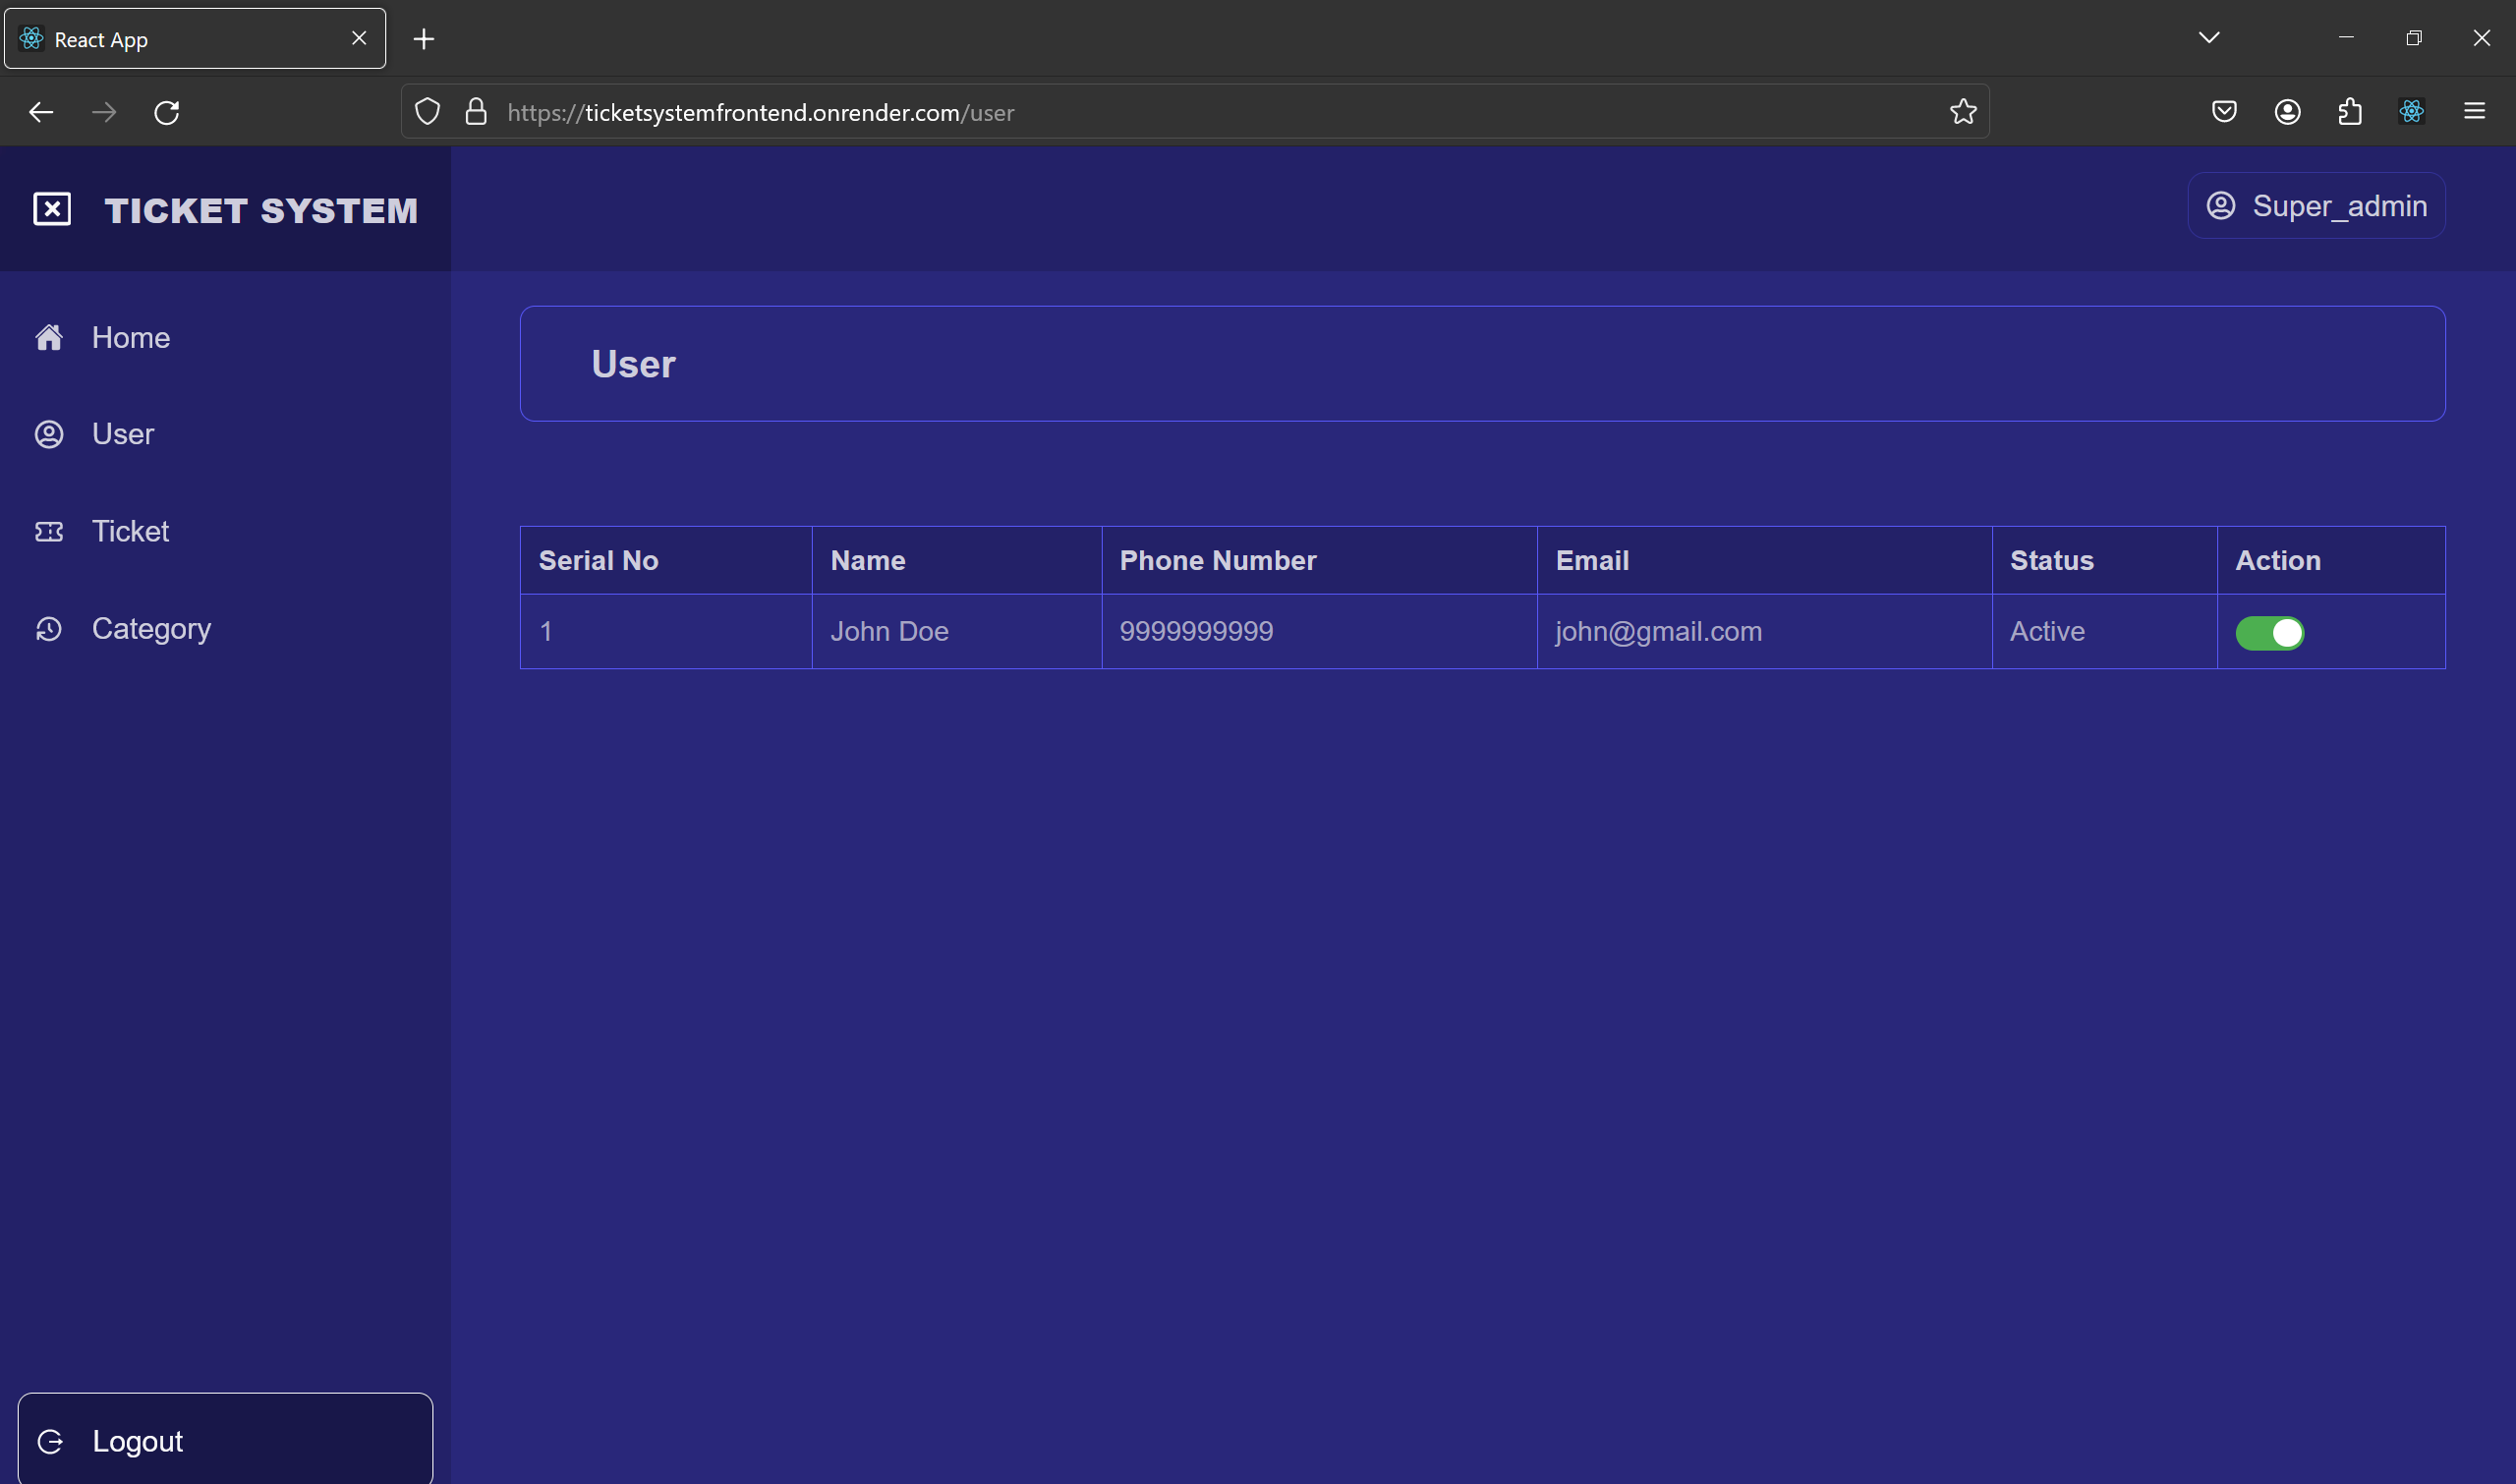 React App
https://ticketsystemfrontend.onrender.com/user
TICKET SYSTEM
Super_admin
Home
User
Ticket
Category
Logout
User
Serial No Name Phone Number Email Status Action
1 John Doe 9999999999 john@gmail.com Active